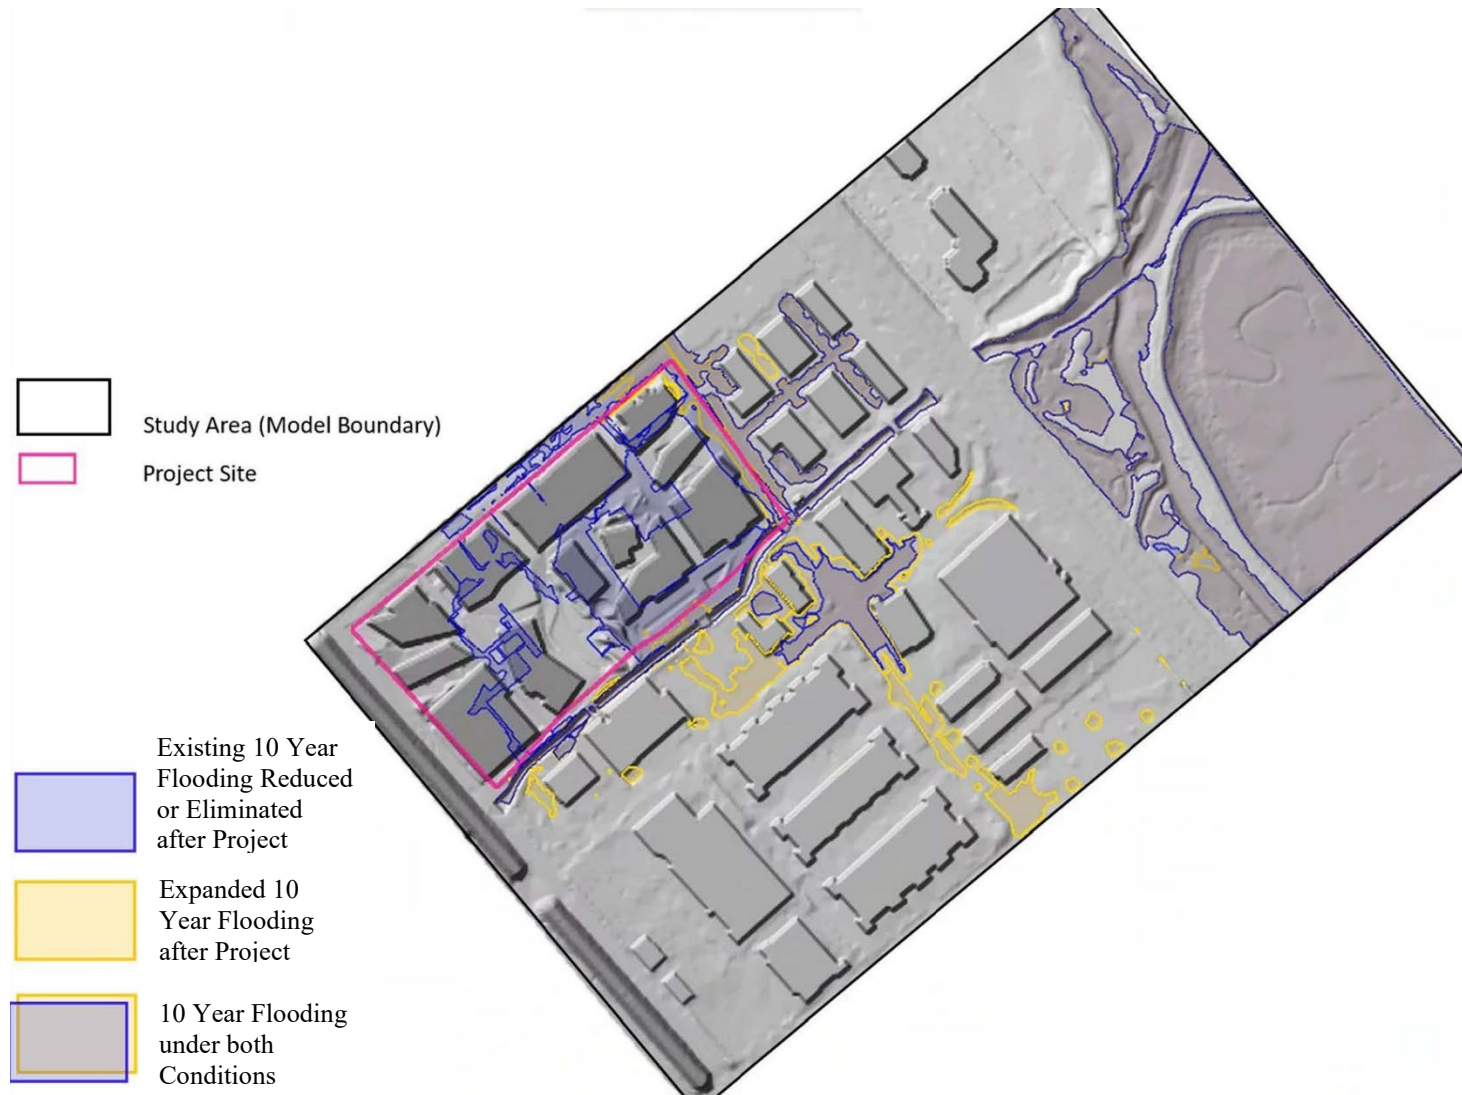 Study Area (Model Boundary)
Project Site
Existing 10 Year
Flooding Reduced
or Eliminated
after Project
Expanded 10
Year Flooding
after Project
10 Year Flooding
under both
Conditions